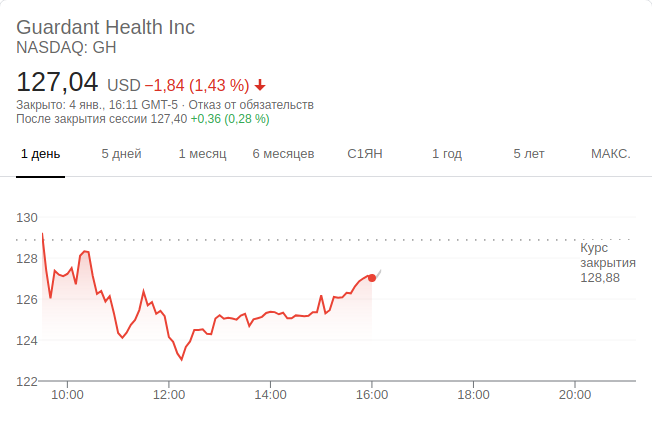 Guardant Health Inc
NASDAQ: GH
127,04 USD −1,84 (1,43 %)
Закрыто: 4 янв., 16:11 GMT-5 · Отказ от обязательств
После закрытия сессии 127,40 +0,36 (0,28 %)
1 день 5 дней 1 месяц 6 месяцев С1ЯН 1 год 5 лет МАКС.
130
128
126
124
122
Курс
закрытия
128,88
10:00 12:00 14:00 16:00 18:00 20:00